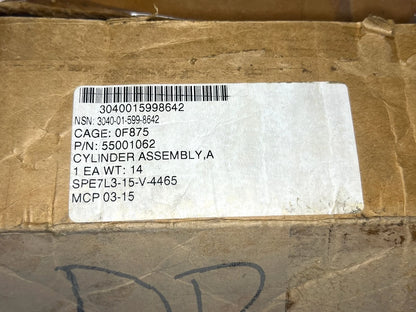 3040015998642
NSN: 3040-01-599-8642
CAGE: 0F875
P/N: 55001062
CYLINDER ASSEMBLY,A
1 EA WT: 14
SPE7L3-15-V-4465
MCP 03-15